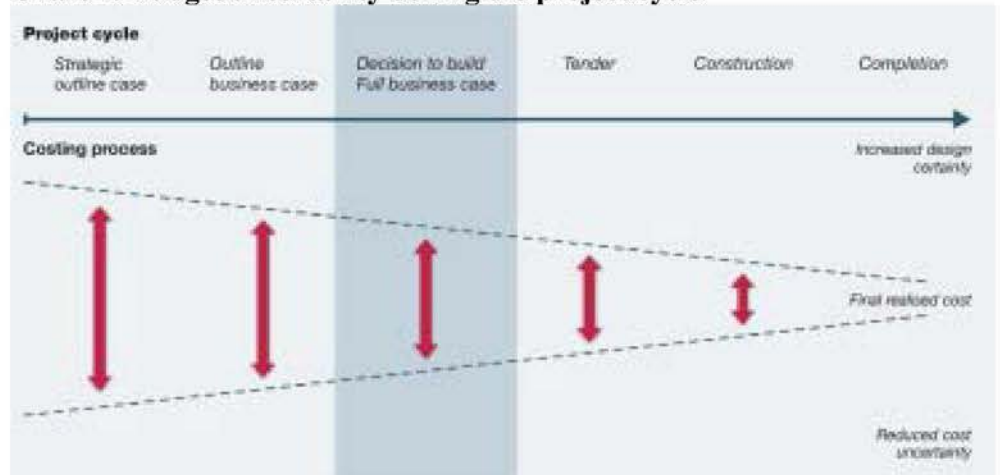 Project cycle
Strategic
outline case
Outline
business case
Decision to build
Full business case
Tender
Construction
Completion
Costing process
Increased design
certainty
Final realised cost
Reduced cost
uncertainty